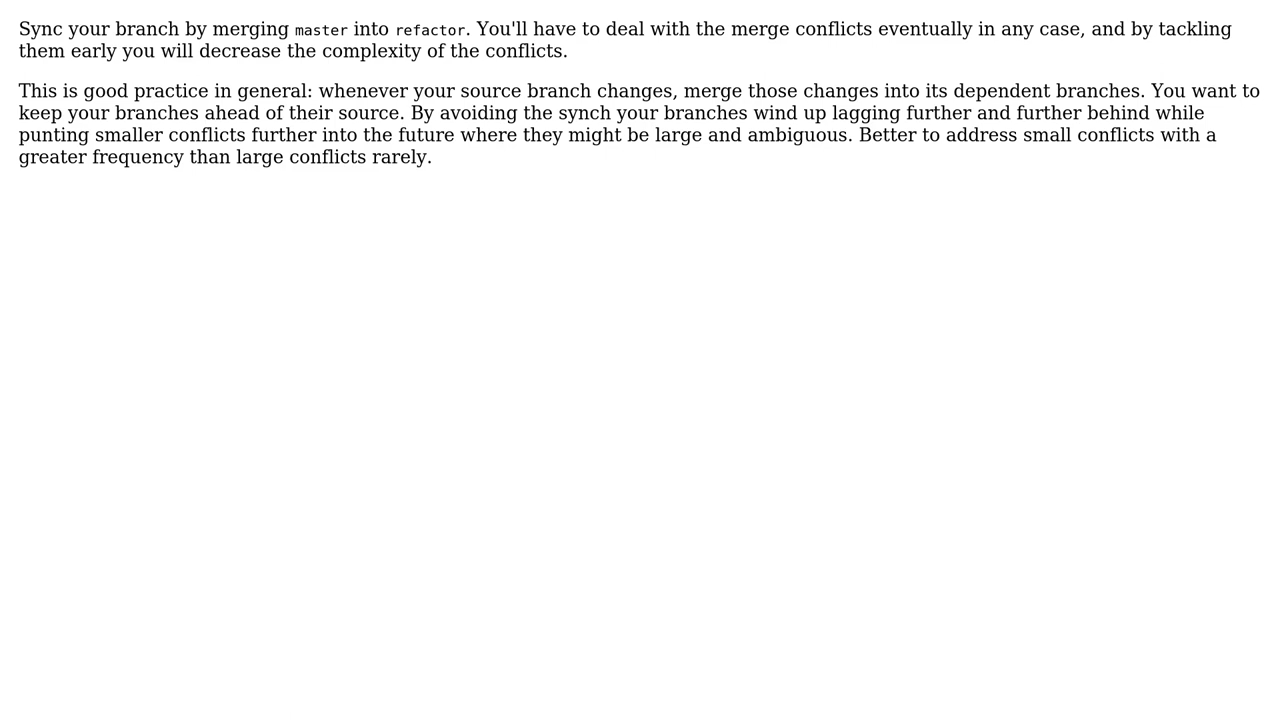 Sync your branch by merging master into refactor. You'll have to deal with the merge conflicts eventually in any case, and by tackling
them early you will decrease the complexity of the conflicts.
This is good practice in general: whenever your source branch changes, merge those changes into its dependent branches. You want to
keep your branches ahead of their source. By avoiding the synch your branches wind up lagging further and further behind while
punting smaller conflicts further into the future where they might be large and ambiguous. Better to address small conflicts with a
greater frequency than large conflicts rarely.